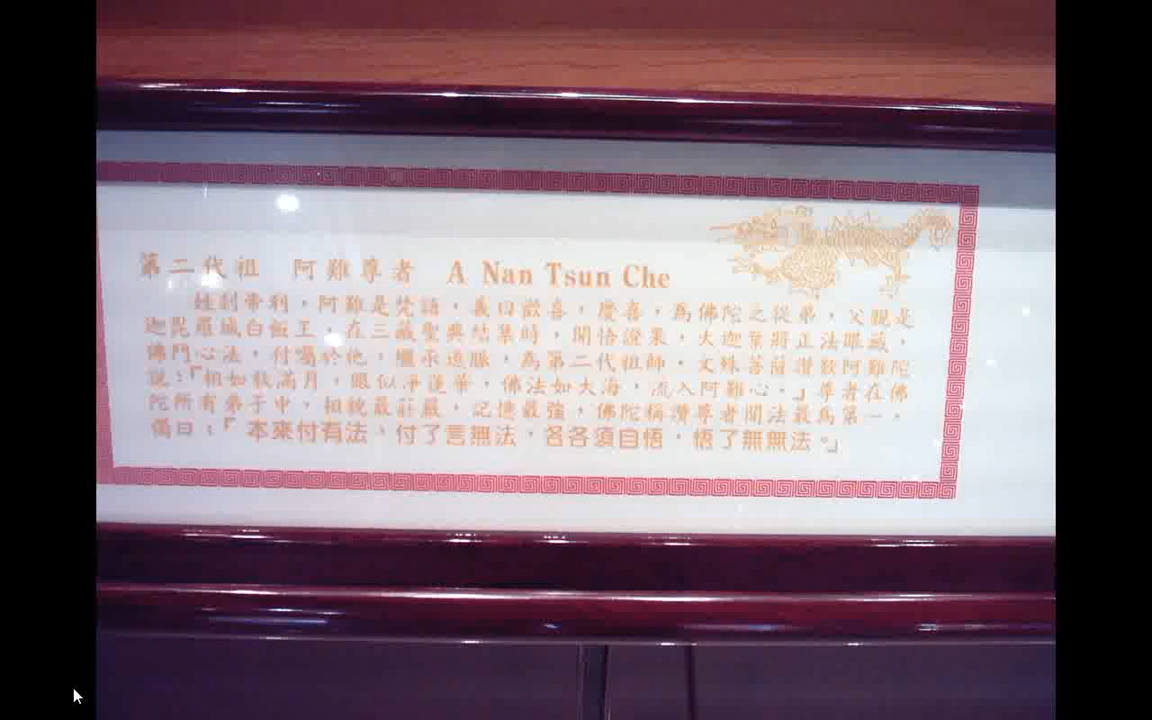 第二代祖 阿難尊者 A Nan Tsun Che
姓剎帝利，阿難是梵語，義曰歡喜，慶喜，為佛陀之從弟，父親是
迦毘羅城白飯王，在三藏聖典結集時，開悟證果，大迦葉將正法眼藏，
佛門心法，付囑於他，繼承道脈，為第二代祖師。文殊菩薩讚歎阿難陀
說：「相如秋滿月，眼似淨蓮華，佛法如大海，流入阿難心。」尊者在佛
陀所有弟子中，相貌最莊嚴，記憶最強，佛陀稱讚尊者聞法最為第一。
偈曰：「本來付有法，付了言無法，各各須自悟，悟了無無法。」